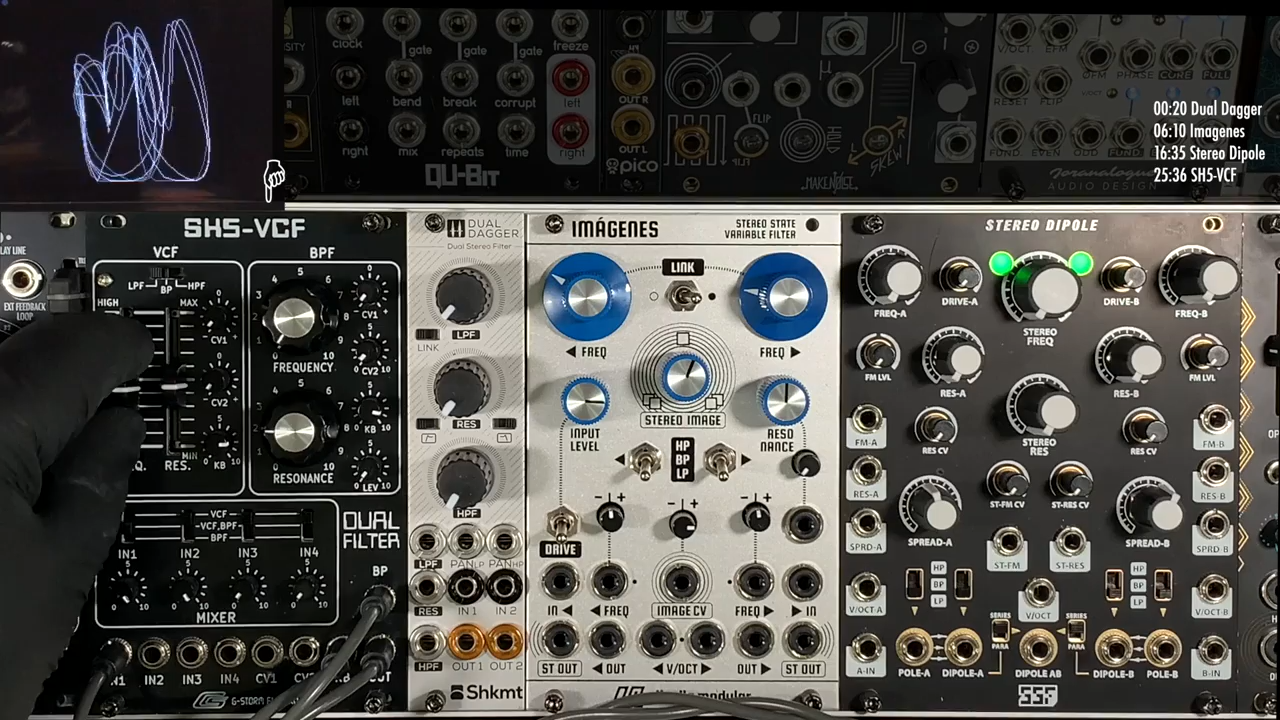 clock
gate
gate
gate
freeze
left
bend
break
corrupt
left
right
mix
repeats
time
right
QU-BIT
OUT R
OUT L
pico
FLIP
MAKENOISE
SKEW
V/OCT
RESET
FLIP
PHASE
FULL
FUND
EVEN
ODD
Joranalogue
AUDIO DESIGN
00:20 Dual Dagger
06:10 Imagenes
16:35 Stereo Dipole
25:36 SH5-VCF
EXT FEEDBACK
LOOP
SH5-VCF
VCF
BPF
LPF BP HPF
HIGH
MAX
MIN
CV1
CV2
KB
RES.
FREQUENCY
RESONANCE
CV1
CV2
KB
LEV
VCF
VCF, BPF
BPF
IN1
IN2
IN3
IN4
MIXER
DUAL
FILTER
BP
IN2
IN3
IN4
CV1
OUT
DUAL
DAGGER
Dual Stereo Filter
LINK
LPF
RES
HPF
LPF
PAN LP
PAN HP
RES
IN 1
IN 2
HPF
OUT 1
OUT 2
Shkmt
IMÁGENES
STEREO STATE
VARIABLE FILTER
LINK
FREQ
FREQ
STEREO IMAGE
INPUT
LEVEL
RESO
NANCE
HP
BP
LP
DRIVE
IN
FREQ
IMAGE CV
FREQ
IN
ST OUT
OUT
V/OCT
OUT
ST OUT
STEREO DIPOLE
FREQ-A
DRIVE-A
STEREO
FREQ
DRIVE-B
FREQ-B
FM LVL
RES-A
RES-B
FM LVL
FM-A
RES CV
STEREO
RES
RES CV
FM-B
RES-A
ST-FM CV
ST-RES CV
RES-B
SPRD-A
SPREAD-A
ST-FM
ST-RES
SPREAD-B
SPRD-B
HP
BP
LP
HP
BP
LP
V/OCT-A
V/OCT
V/OCT-B
SERIES
PARA
SERIES
PARA
A-IN
POLE-A
DIPOLE-A
DIPOLE AB
DIPOLE-B
POLE-B
B-IN
SSF